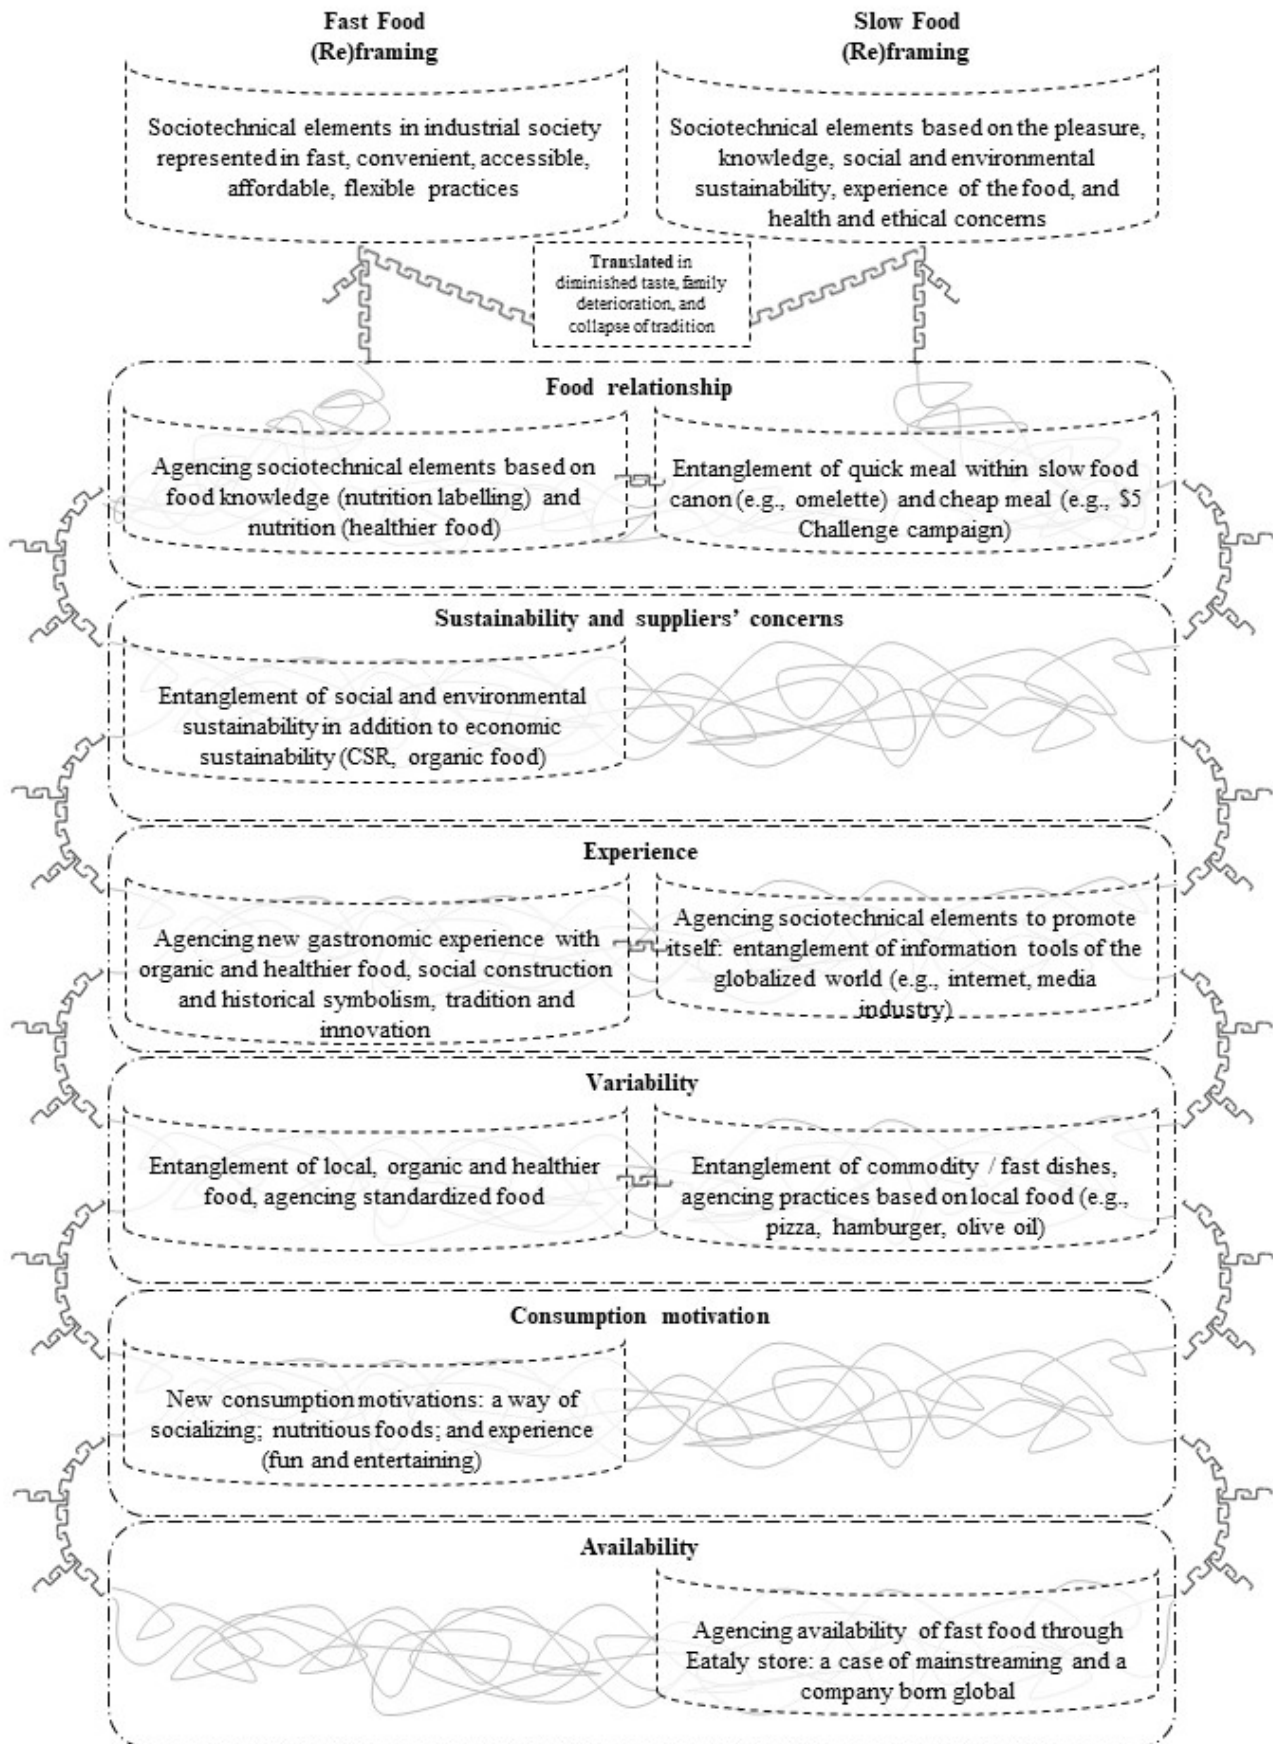 Fast Food
(Re)framing
Slow Food
(Re)framing
Sociotechnical elements in industrial society
represented in fast, convenient, accessible,
affordable, flexible practices
Sociotechnical elements based on the pleasure,
knowledge, social and environmental
sustainability, experience of the food, and
health and ethical concerns
Translated in
diminished taste, family
deterioration, and
collapse of tradition
Food relationship
Agencing sociotechnical elements based on
food knowledge (nutrition labelling) and
nutrition (healthier food)
Entanglement of quick meal within slow food
canon (e.g., omelette) and cheap meal (e.g., $5
Challenge campaign)
Sustainability and suppliers' concerns
Entanglement of social and environmental
sustainability in addition to economic
sustainability (CSR, organic food)
Experience
Agencing new gastronomic experience with
organic and healthier food, social construction
and historical symbolism, tradition and
innovation
Agencing sociotechnical elements to promote
itself: entanglement of information tools of the
globalized world (e.g., internet, media
industry)
Variability
Entanglement of local, organic and healthier
food, agencing standardized food
Entanglement of commodity / fast dishes,
agencing practices based on local food (e.g.,
pizza, hamburger, olive oil)
Consumption motivation
New consumption motivations: a way of
socializing; nutritious foods; and experience
(fun and entertaining)
Availability
Agencing availability of fast food through
Eataly store: a case of mainstreaming and a
company born global